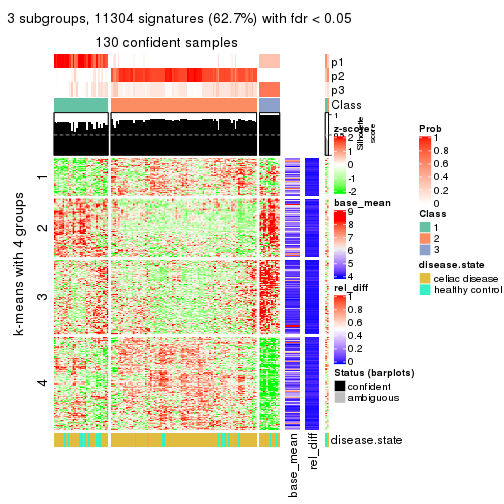 3 subgroups, 11304 signatures (62.7%) with fdr < 0.05
130 confident samples
p1
p2
p3
Class
1
Silhouette
score
k-means with 4 groups
1
2
3
4
z-score
2
1
0
-1
-2
base_mean
9
8
7
6
5
4
rel_diff
1
0.8
0.6
0.4
0.2
0
Status (barplots)
confident
ambiguous
Prob
1
0.8
0.6
0.4
0.2
0
Class
1
2
3
disease.state
celiac disease
healthy control
disease.state
base_mean
rel_diff